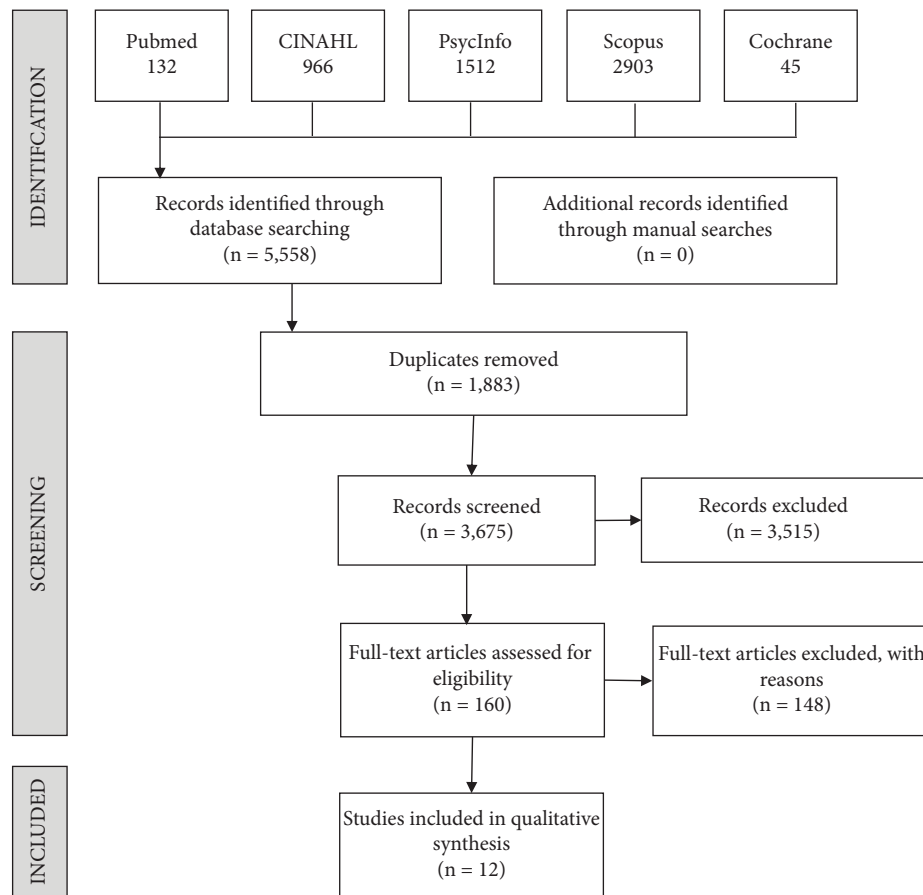 IDENTIFCATION
Pubmed
132
CINAHL
966
PsycInfo
1512
Scopus
2903
Cochrane
45
Records identified through
database searching
(n = 5,558)
Additional records identified
through manual searches
(n = 0)
SCREENING
Duplicates removed
(n = 1,883)
Records screened
(n = 3,675)
Records excluded
(n = 3,515)
Full-text articles assessed for
eligibility
(n = 160)
Full-text articles excluded, with
reasons
(n = 148)
INCLUDED
Studies included in qualitative
synthesis
(n = 12)